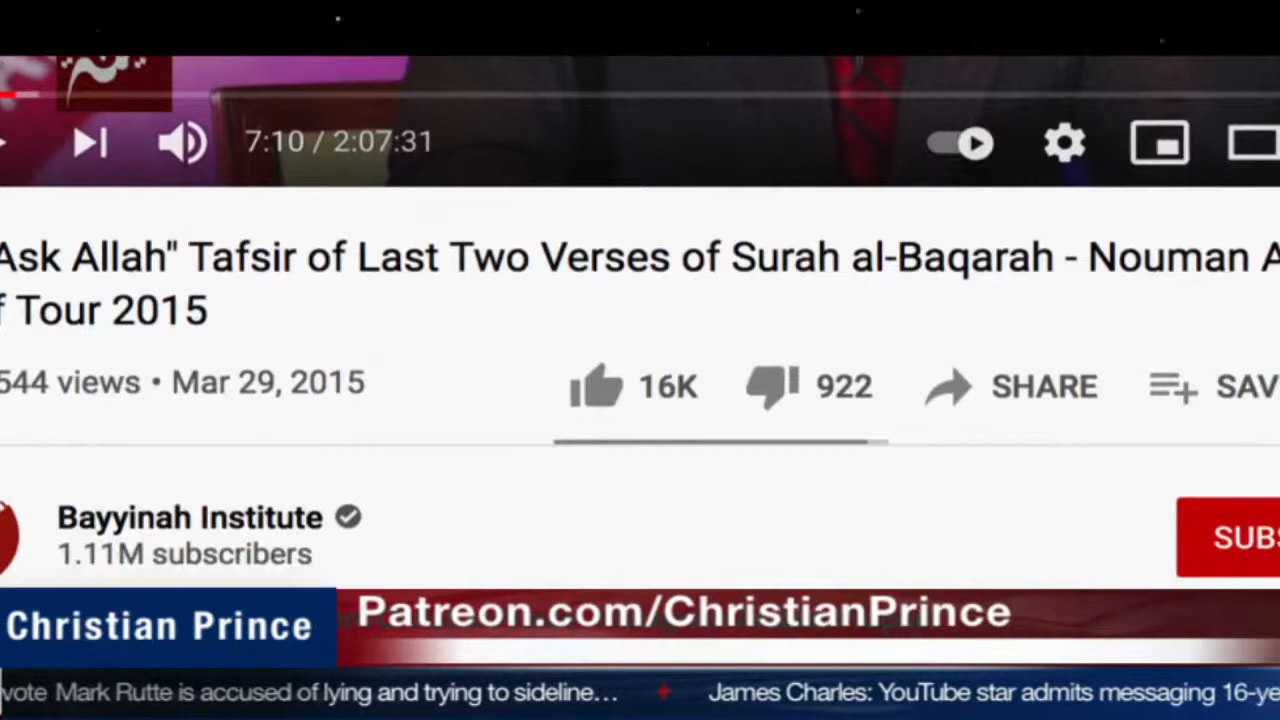 7:10 / 2:07:31
Ask Allah" Tafsir of Last Two Verses of Surah al-Baqarah - Nouman A
f Tour 2015
544 views • Mar 29, 2015
16K
922
SHARE
SAV
Bayyinah Institute
1.11M subscribers
SUBS
Christian Prince
Patreon.com/ChristianPrince
vote Mark Rutte is accused of lying and trying to sideline...
James Charles: YouTube star admits messaging 16-ye